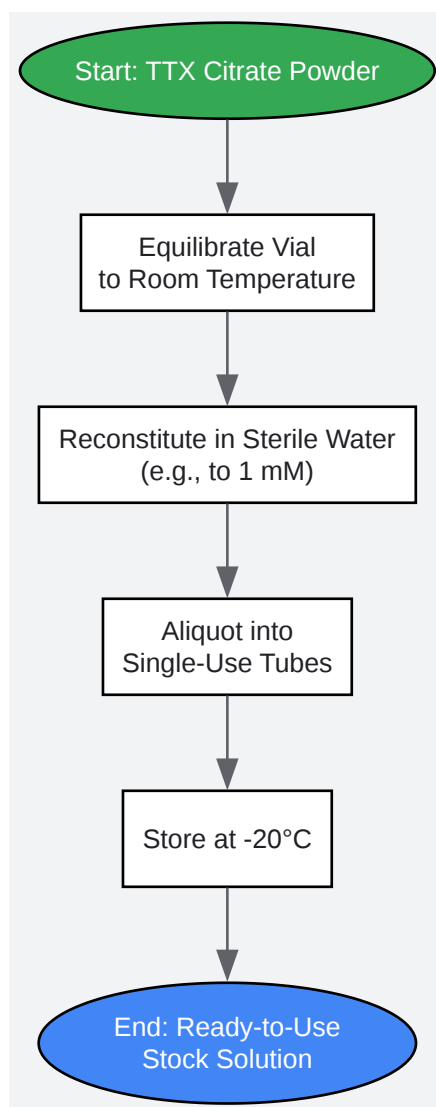 Start: TTX Citrate Powder
Equilibrate Vial
to Room Temperature
Reconstitute in Sterile Water
(e.g., to 1 mM)
Aliquot into
Single-Use Tubes
Store at -20°C
End: Ready-to-Use
Stock Solution